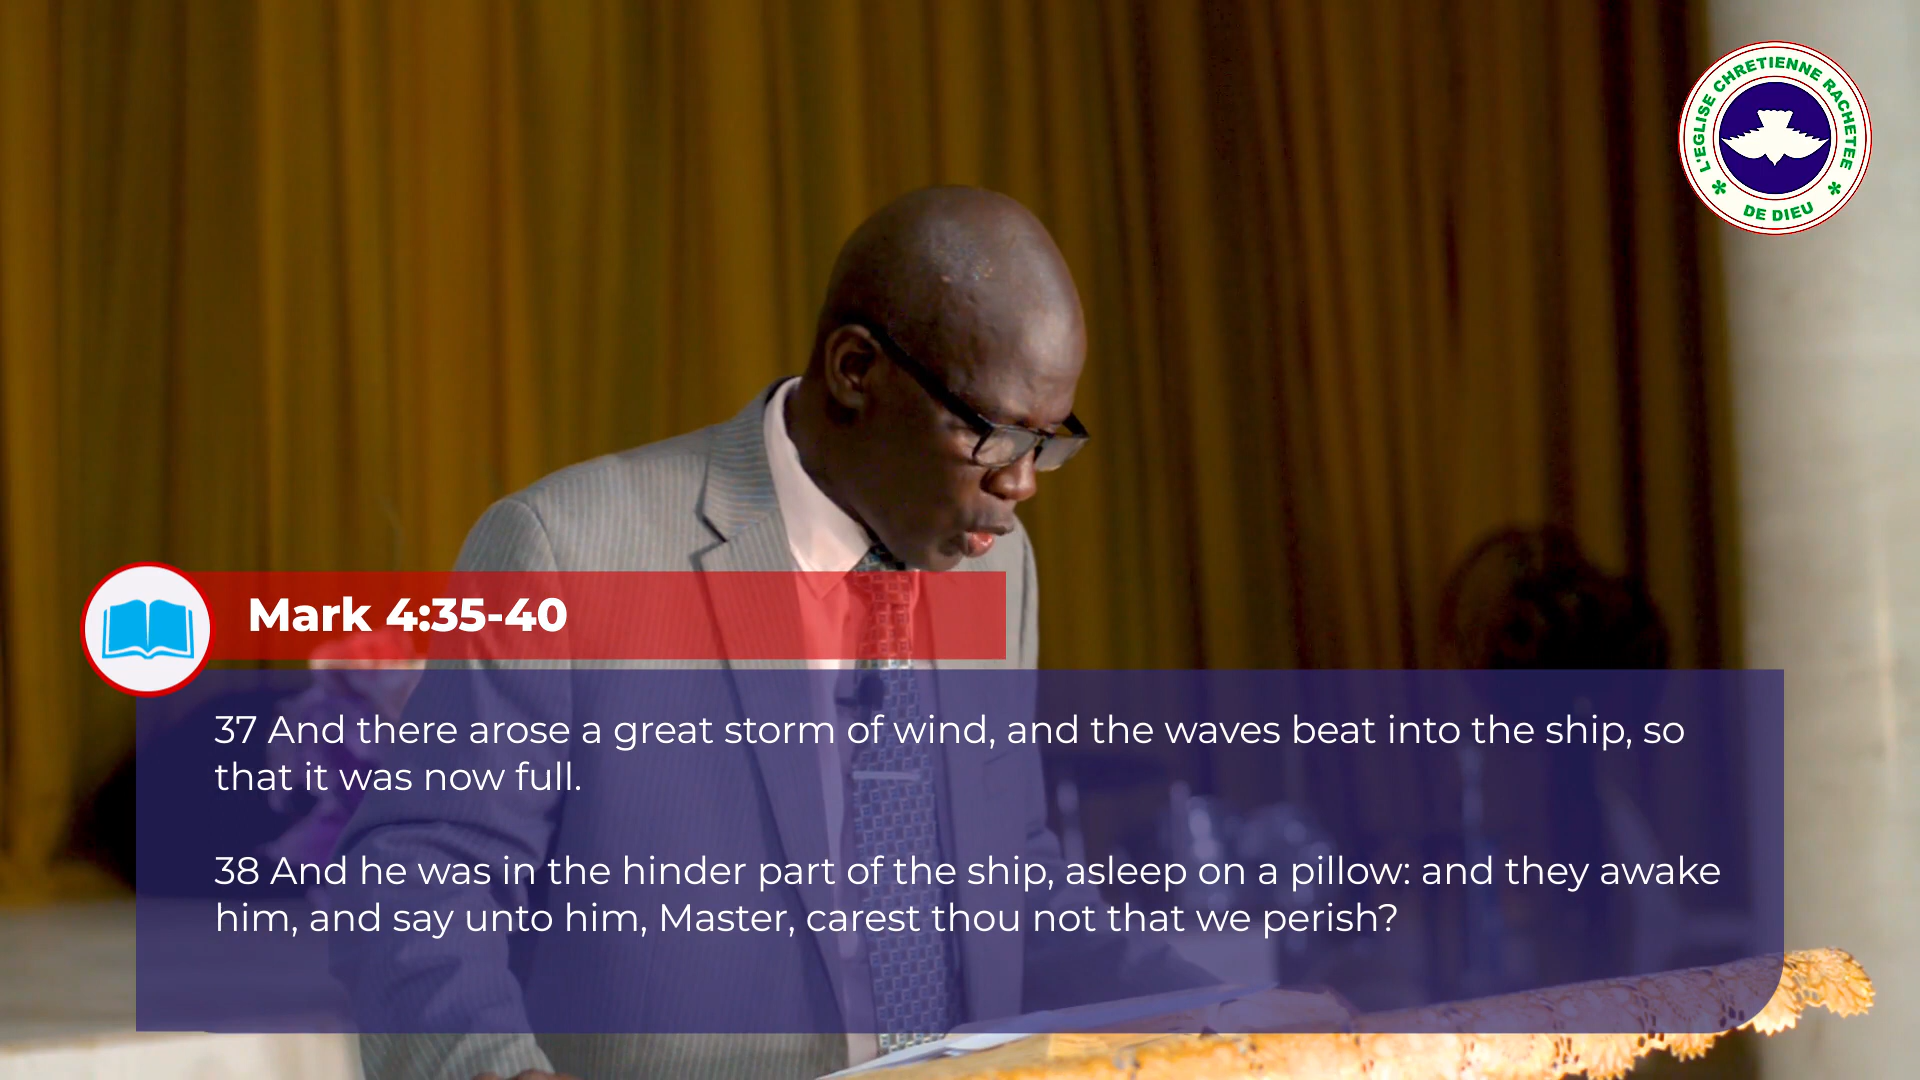 L'EGLISE CHRETIENNE RACHETEE
DE DIEU
Mark 4:35-40
37 And there arose a great storm of wind, and the waves beat into the ship, so
that it was now full.
38 And he was in the hinder part of the ship, asleep on a pillow: and they awake
him, and say unto him, Master, carest thou not that we perish?